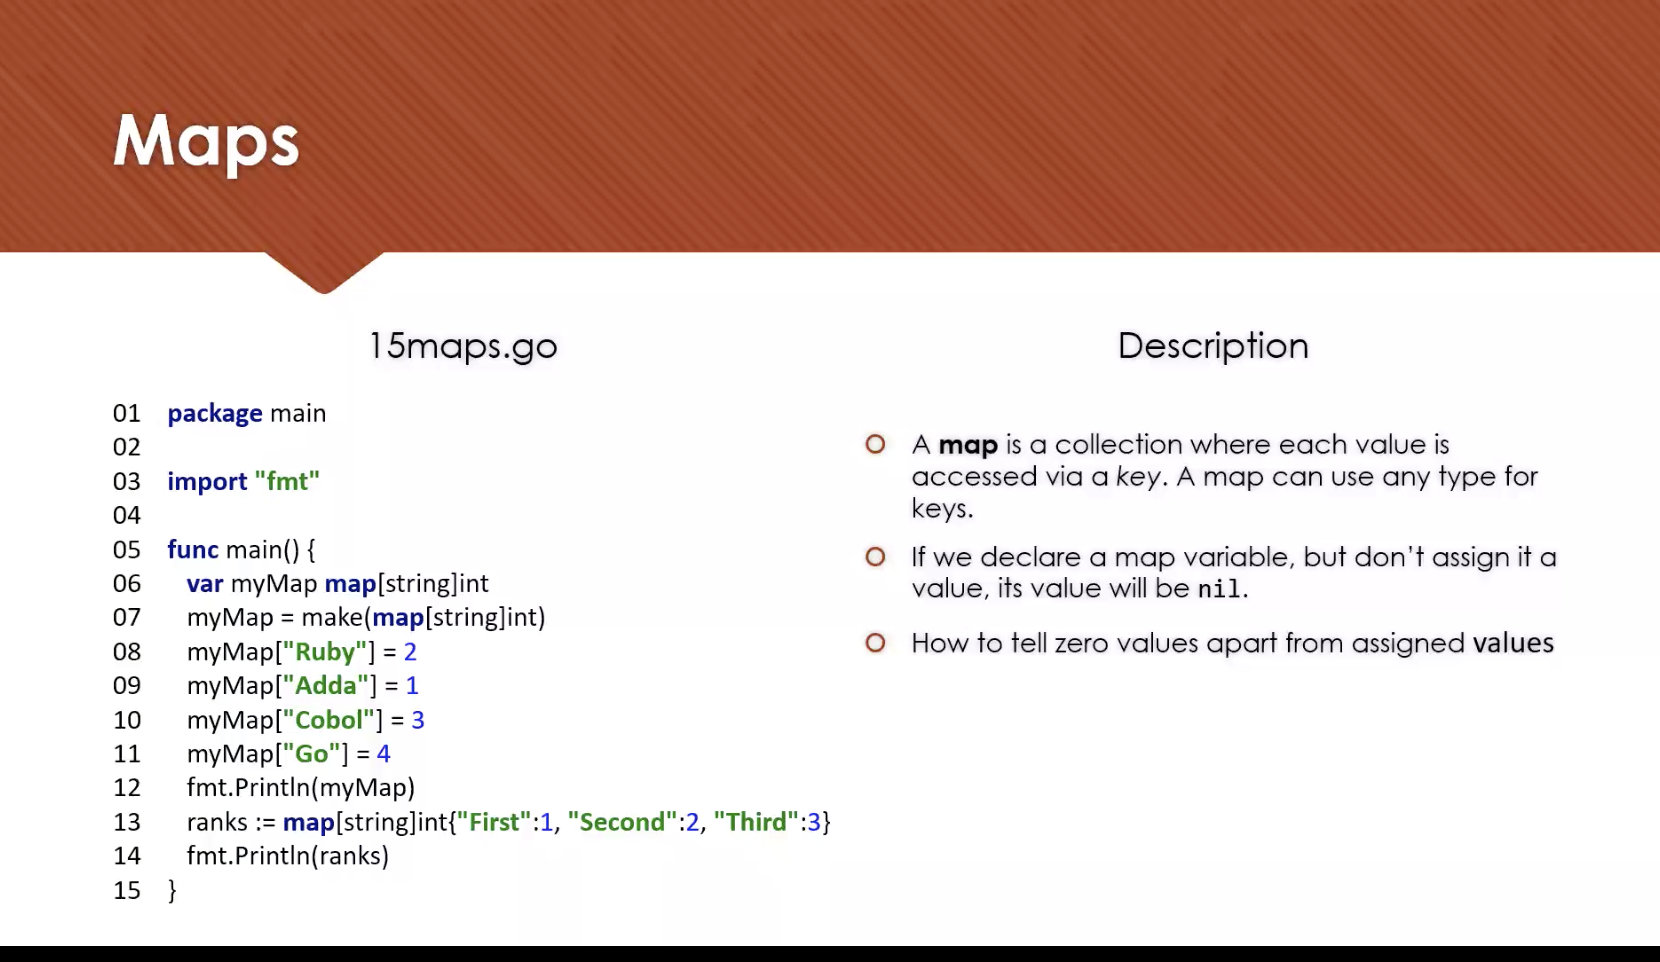 Maps
15maps.go
01 package main
02
03 import "fmt"
04
05 func main() {
06 var myMap map[string]int
07 myMap = make(map[string]int)
08 myMap["Ruby"] = 2
09 myMap["Adda"] = 1
10 myMap["Cobol"] = 3
11 myMap["Go"] = 4
12 fmt.Println(myMap)
13 ranks := map[string]int{"First":1, "Second":2, "Third":3}
14 fmt.Println(ranks)
15 }
Description
A map is a collection where each value is
accessed via a key. A map can use any type for
keys.
If we declare a map variable, but don't assign it a
value, its value will be nil.
How to tell zero values apart from assigned values